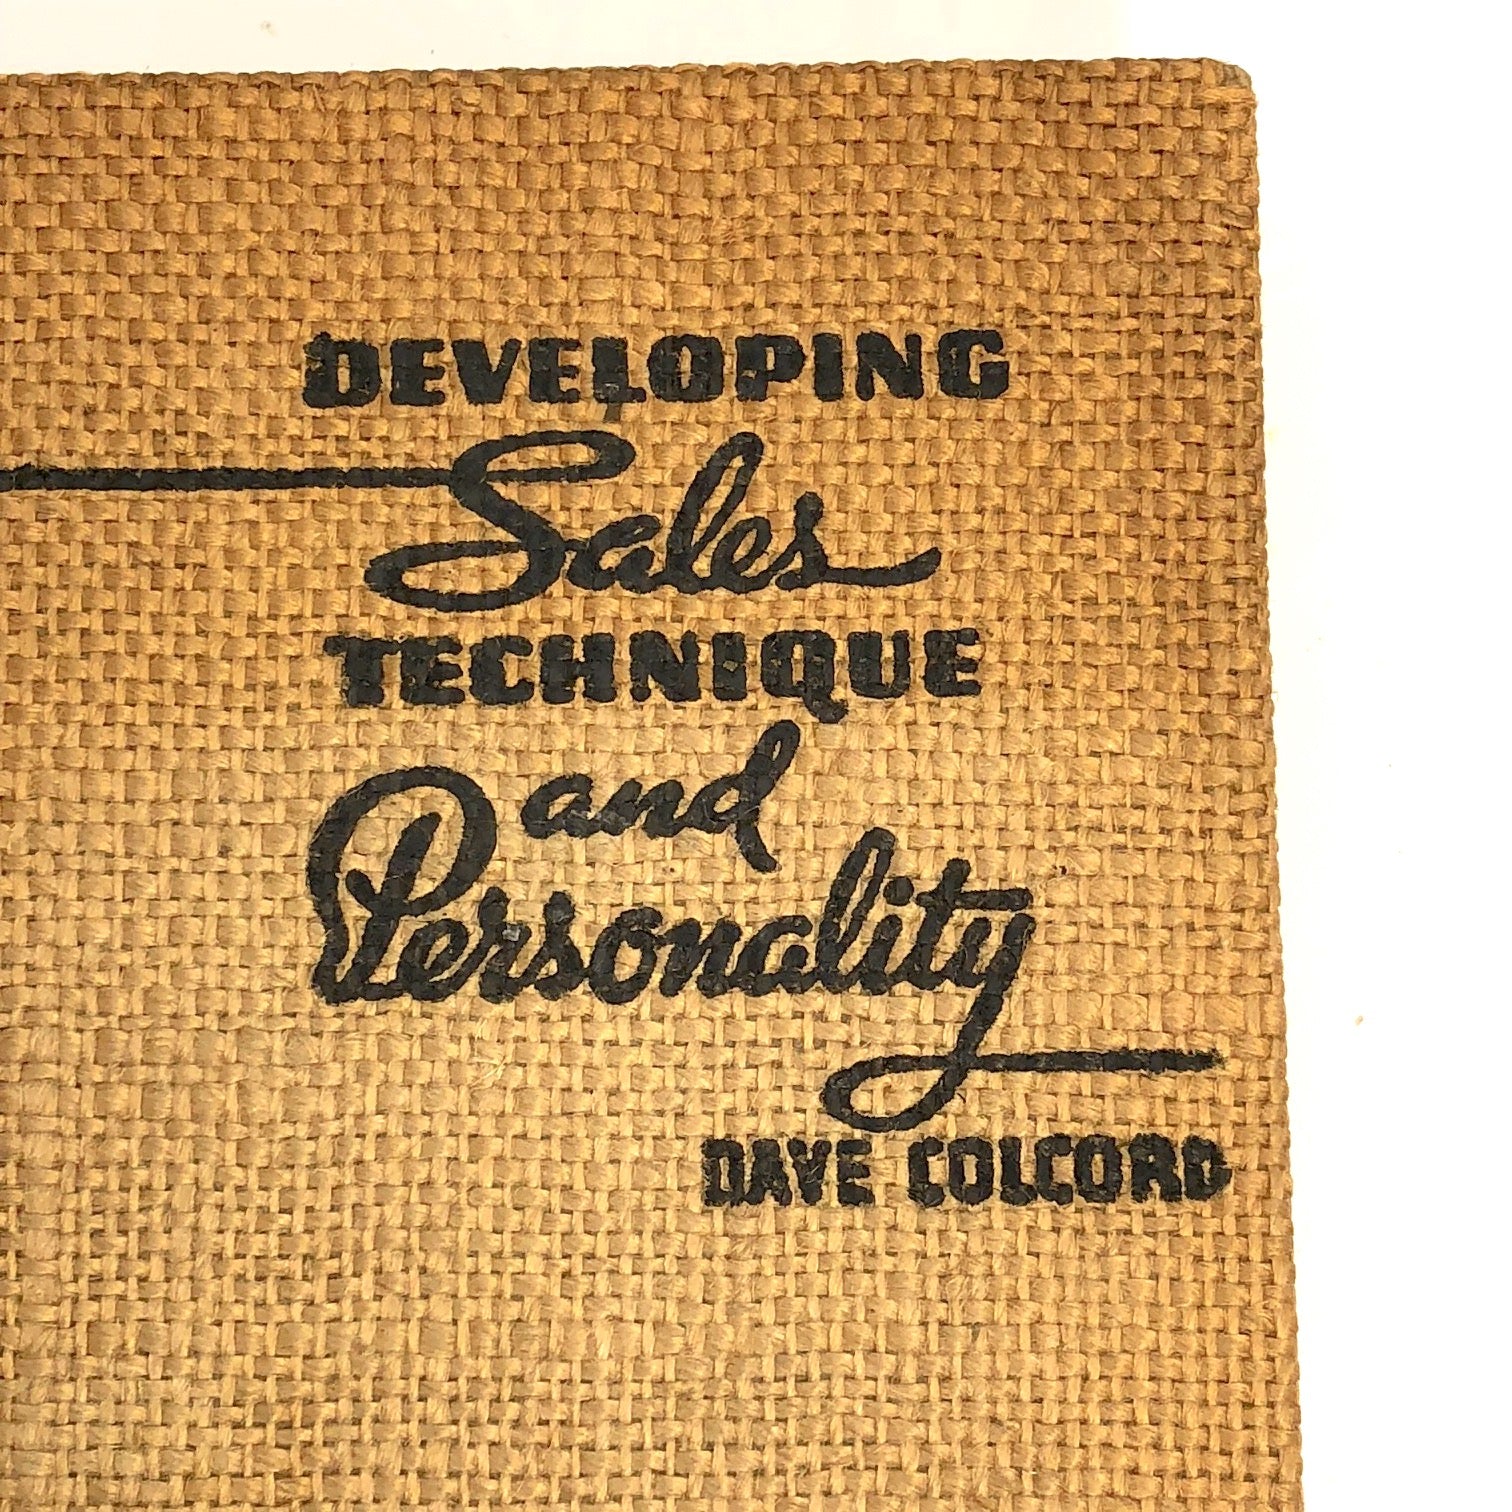 DEVELOPING
Sales
TECHNIQUE
and
Personality
DAVE COLCORD